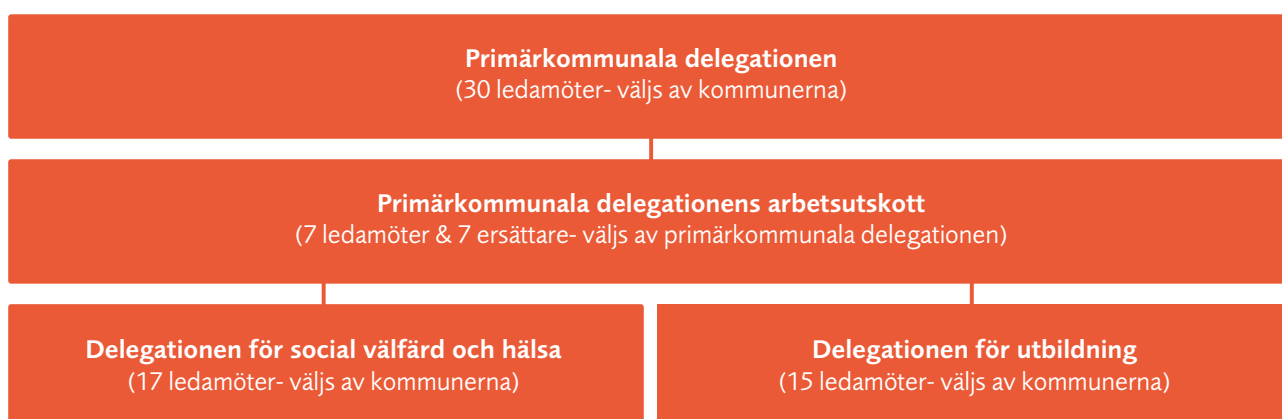 Primärkommunala delegationen
(30 ledamöter- väljs av kommunerna)
Primärkommunala delegationens arbetsutskott
(7 ledamöter & 7 ersättare- väljs av primärkommunala delegationen)
Delegationen för social välfärd och hälsa
(17 ledamöter- väljs av kommunerna)
Delegationen för utbildning
(15 ledamöter- väljs av kommunerna)